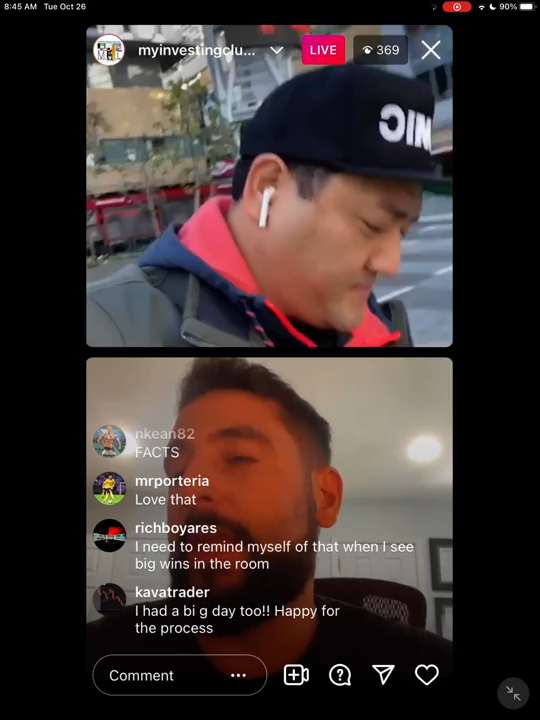 8:45 AM Tue Oct 26
90%
myinvestingclu...
LIVE
369
MIC
nkean82
FACTS
mrporteria
Love that
richboyares
I need to remind myself of that when I see
big wins in the room
kavatrader
I had a bi g day too!! Happy for
the process
Comment